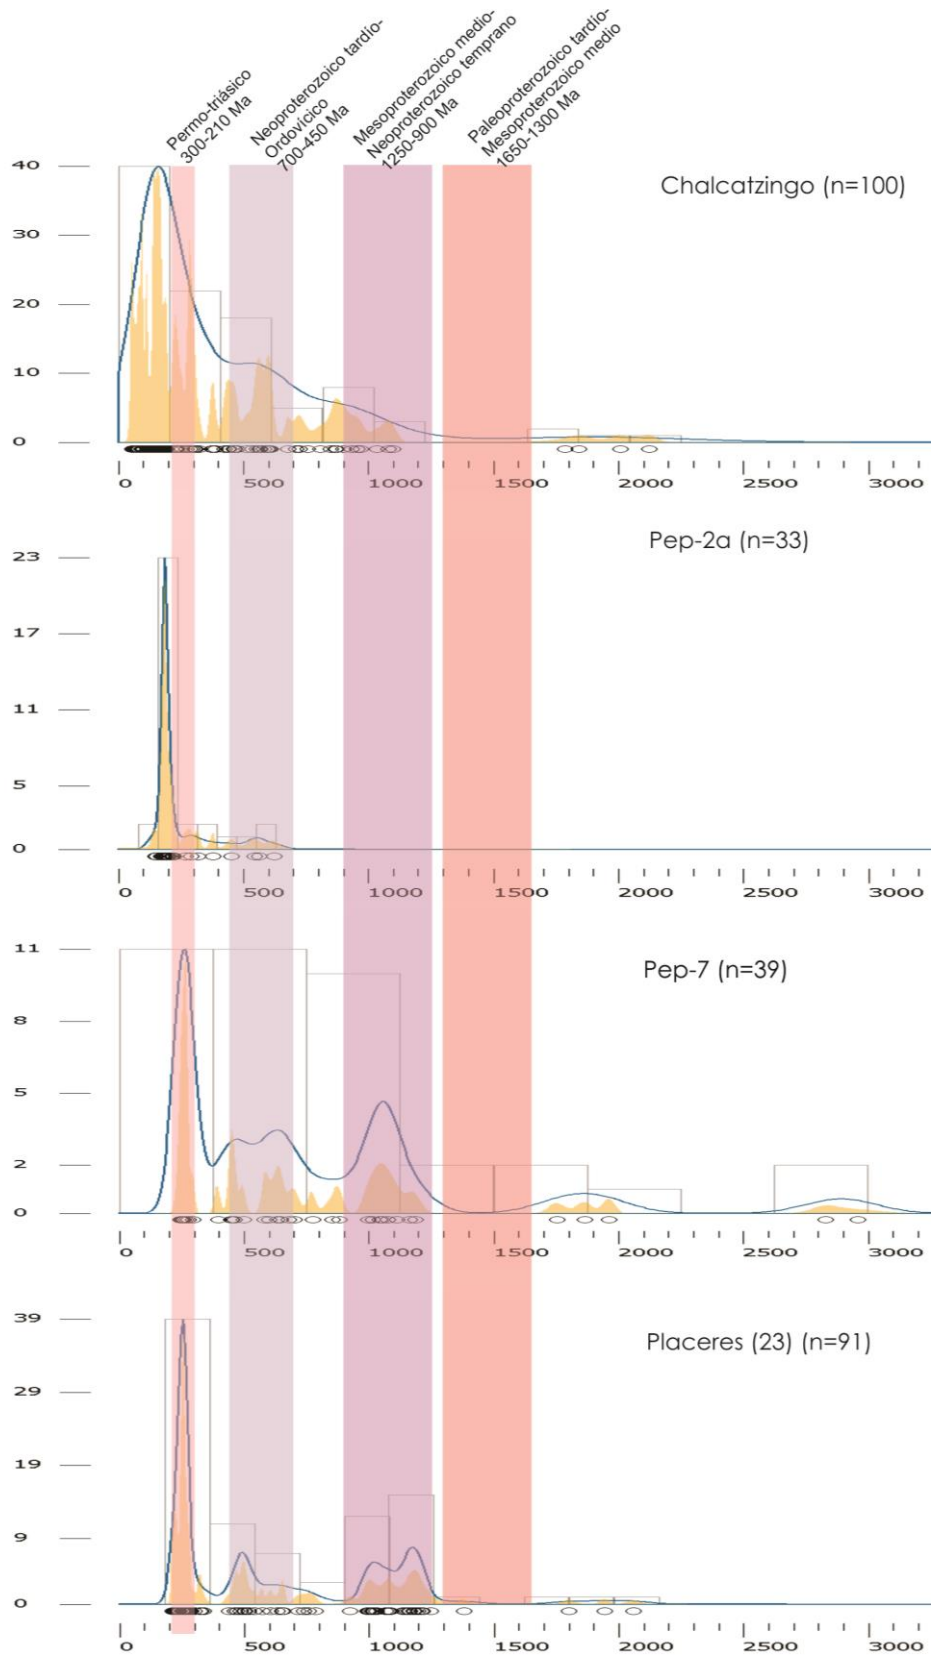 Permo-triásico
300-210 Ma
Neoproterozoico tardio-
Ordovícico
700-450 Ma
Mesoproterozoico medio-
Neoproterozoico temprano
1250-900 Ma
Paleoproterozoico tardio-
Mesoproterozoico medio
1650-1300 Ma
Chalcatzingo (n=100)
40
30
20
10
0
0 500 1000 1500 2000 2500 3000
Pep-2a (n=33)
23
17
11
5
0
0 500 1000 1500 2000 2500 3000
Pep-7 (n=39)
11
8
5
2
0
0 500 1000 1500 2000 2500 3000
Placeres (23) (n=91)
39
29
19
9
0
0 500 1000 1500 2000 2500 3000